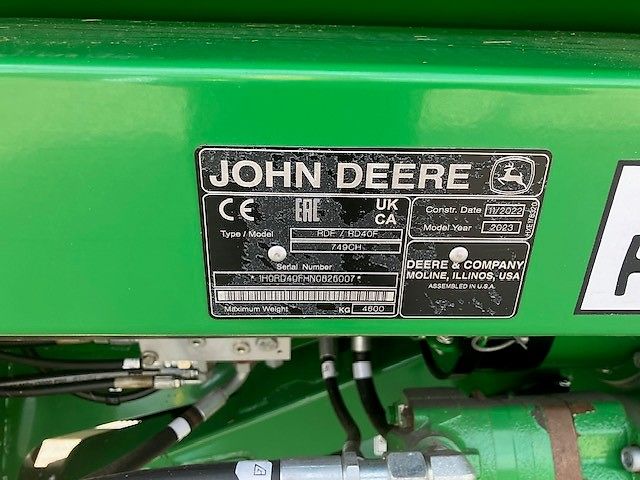 JOHN DEERE
CE EAC UK
CA
Type / Model RDF / RD40F
749CH
Serial Number
*1H0RD40FHN0826007*
Maximum Weight KG 4600
Constr. Date 11/2022
Model Year 2023
DEERE & COMPANY
MOLINE, ILLINOS, USA
ASSEMBLED IN U.S.A.